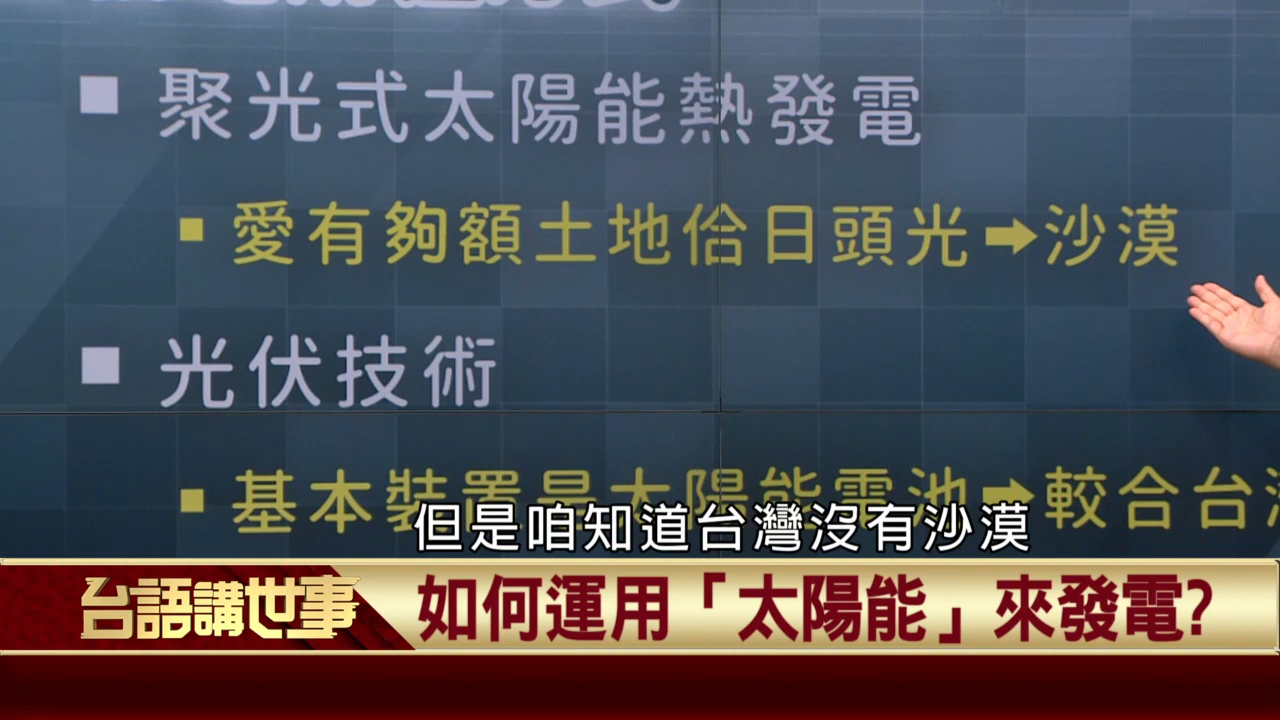 聚光式太陽能熱發電
愛有夠額土地佮日頭光➡沙漠
光伏技術
基本裝置是太陽能電池➡較合台
但是咱知道台灣沒有沙漠
台語講世事
如何運用「太陽能」來發電?